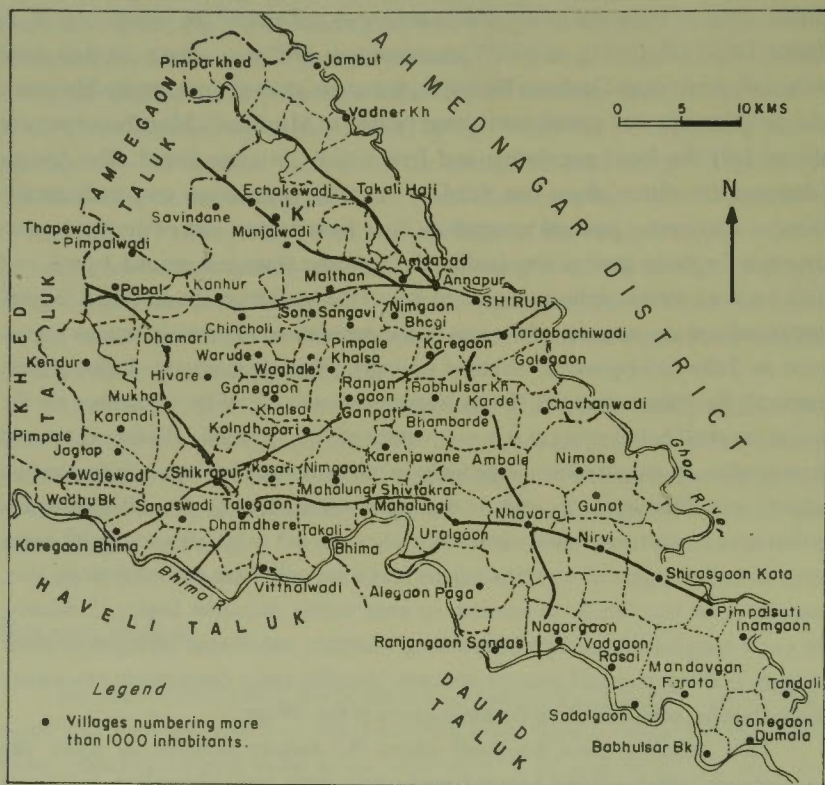 AHMEDNAGAR DISTRICT
Jambut
Pimparkhed
Vadner Kh
0 5 10 KMS
AMBEGAON
TALUK
Echakewadi
Takali Haji
N
Savindane
"K"
Thapewadi-
Pimpalwadi
Munjalwadi
Amdabad
Malthan
Annapur
Pabal
Kanhur
SHIRUR
Sone Sangavi
Nimgaon
Bhogi
Chincholi
Tardobachiwadi
Dhamari
Pimpale
Khalsa
Karegaon
KHED
TALUK
Warude
Golegaon
Kendur
Waghale
Hivare
Ganegaon
Khalsa
Ranjan
gaon
Ganpati
Babhulsar Kh
Mukhai
Karde
Chavhanwadi
Karandi
Kolndhapari
Bhambarde
Pimpale
Jagtap
Karenjawane
Ambale
Nimone
Ghod River
Wajewadi
Shikrapur
Kesari
Nimgaon
Mahalungi
Shivtakrar
Mahalungi
Gunat
Wadhu Bk
Sanaswadi
Talegaon
Dhamdhere
Nhavara
Koregaon Bhima
Takali
Bhima
Uralgaon
Nirvi
Bhima R.
Shirasgaon Kata
HAVELI TALUK
Vitthalwadi
Alegaon Paga
Pimpalsuti
Inamgaon
Ranjangaon Sandas
Nagargaon
Vadgaon
Rasai
Mandavgan
Farata
Tandali
Legend
DAUND
TALUK
Sadalgaon
Ganegaon
Dumala
Villages numbering more
than 1000 inhabitants.
Babhulsar Bk